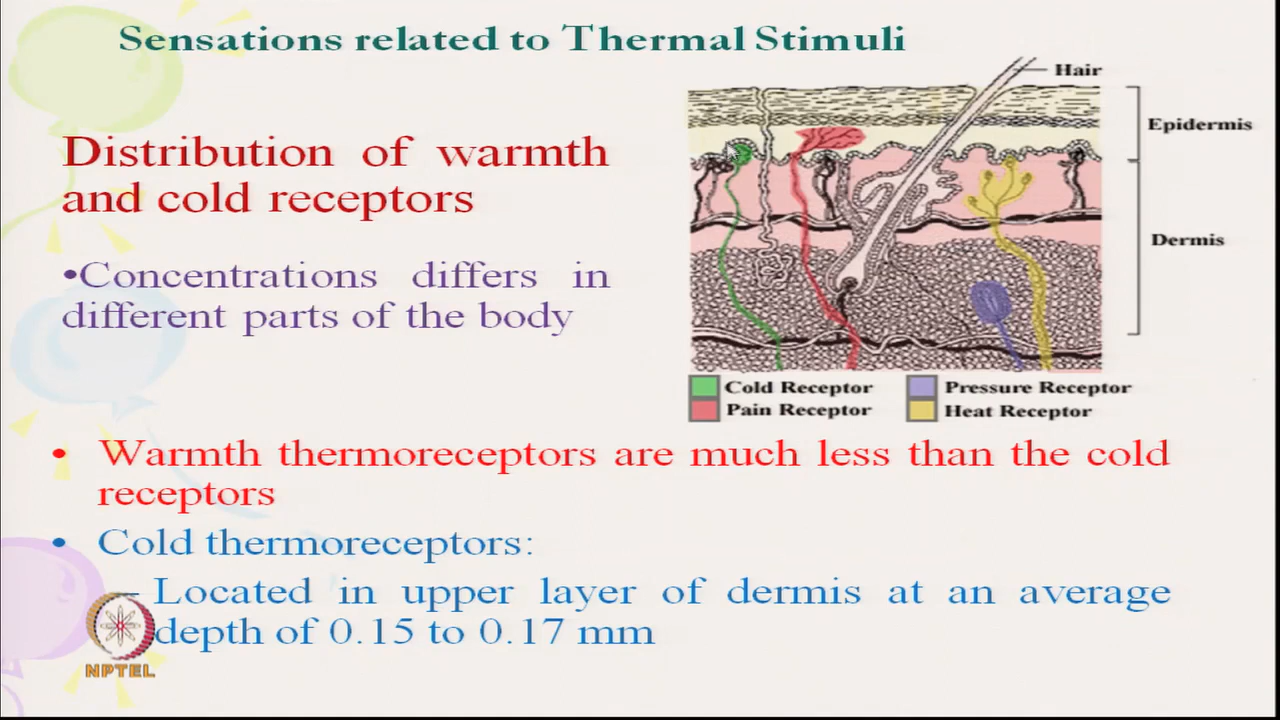 Sensations related to Thermal Stimuli
Distribution of warmth
and cold receptors
•Concentrations differs in
different parts of the body
Hair
Epidermis
Dermis
Cold Receptor
Pressure Receptor
Pain Receptor
Heat Receptor
• Warmth thermoreceptors are much less than the cold
receptors
• Cold thermoreceptors:
– Located in upper layer of dermis at an average
depth of 0.15 to 0.17 mm
NPTEL